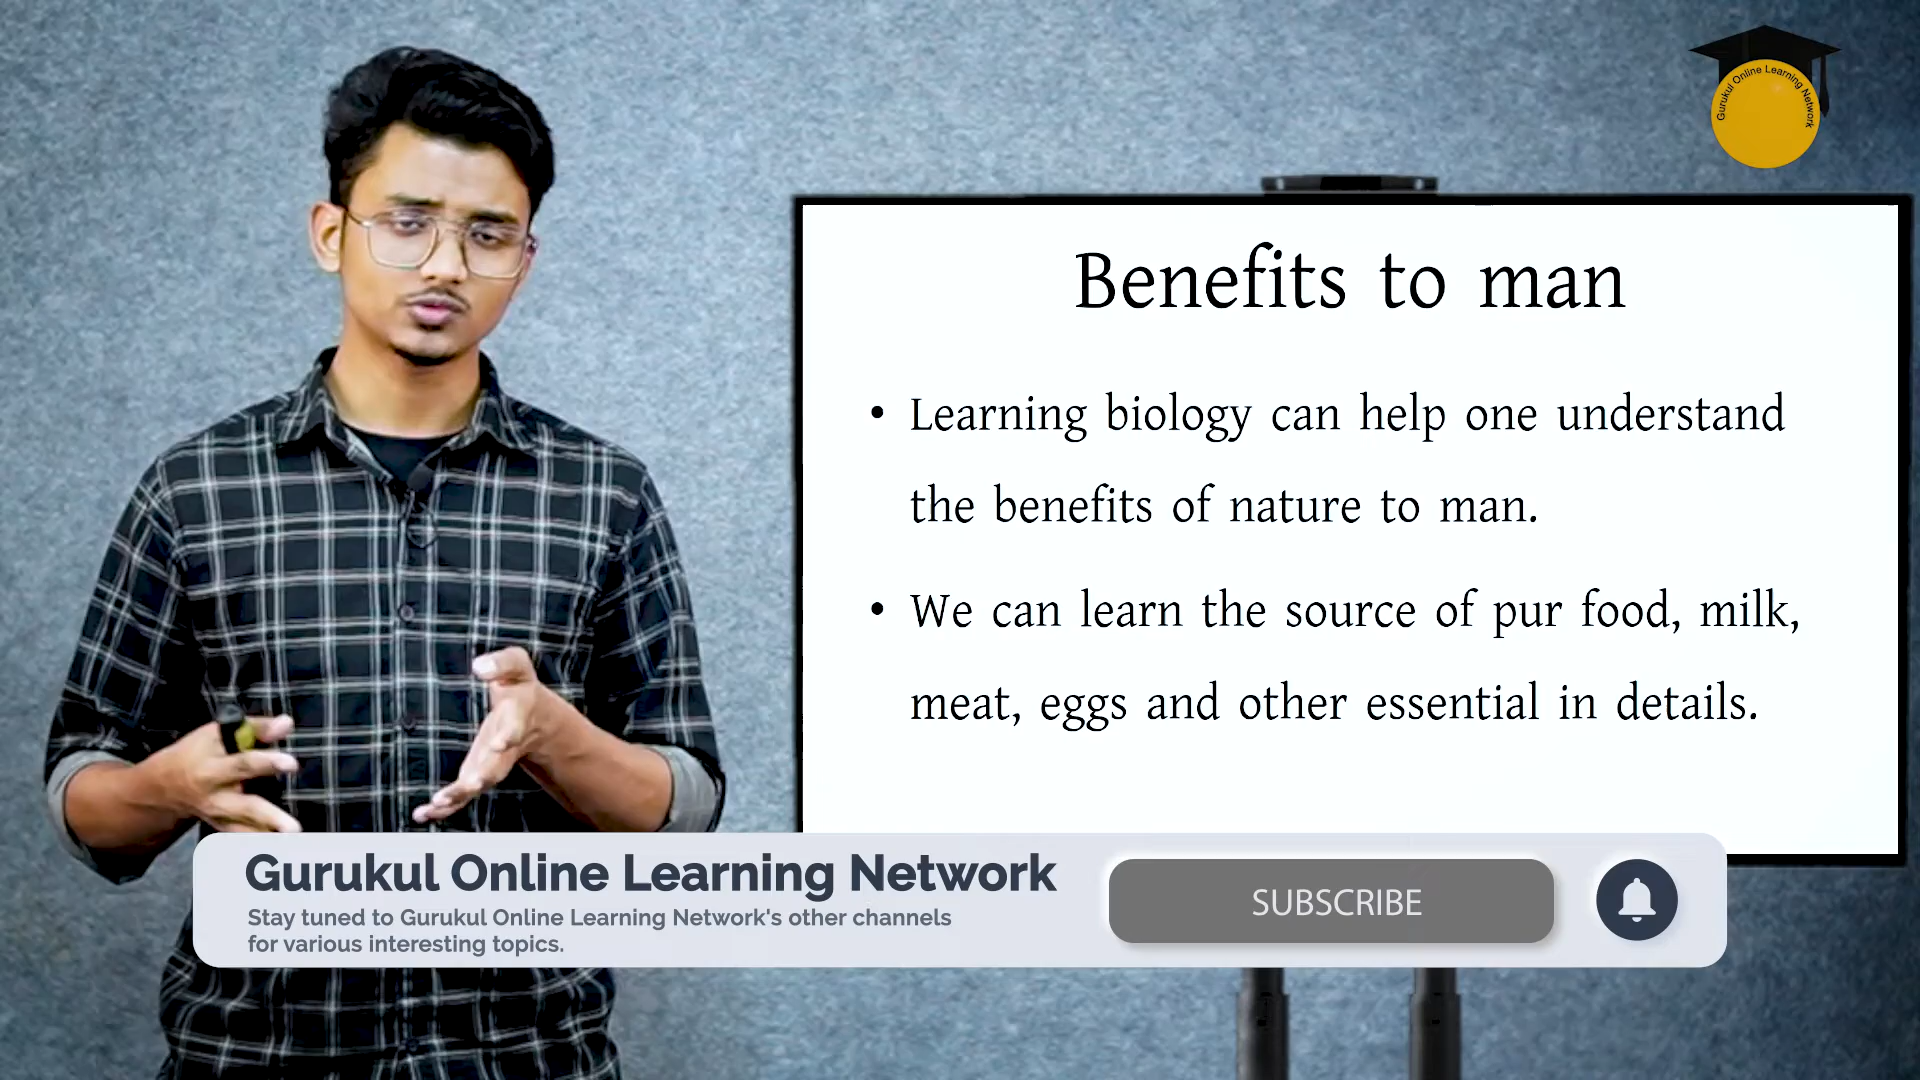 Gurukul Online Learning Network
Benefits to man
• Learning biology can help one understand
the benefits of nature to man.
• We can learn the source of pur food, milk,
meat, eggs and other essential in details.
Gurukul Online Learning Network
Stay tuned to Gurukul Online Learning Network's other channels
for various interesting topics.
SUBSCRIBE